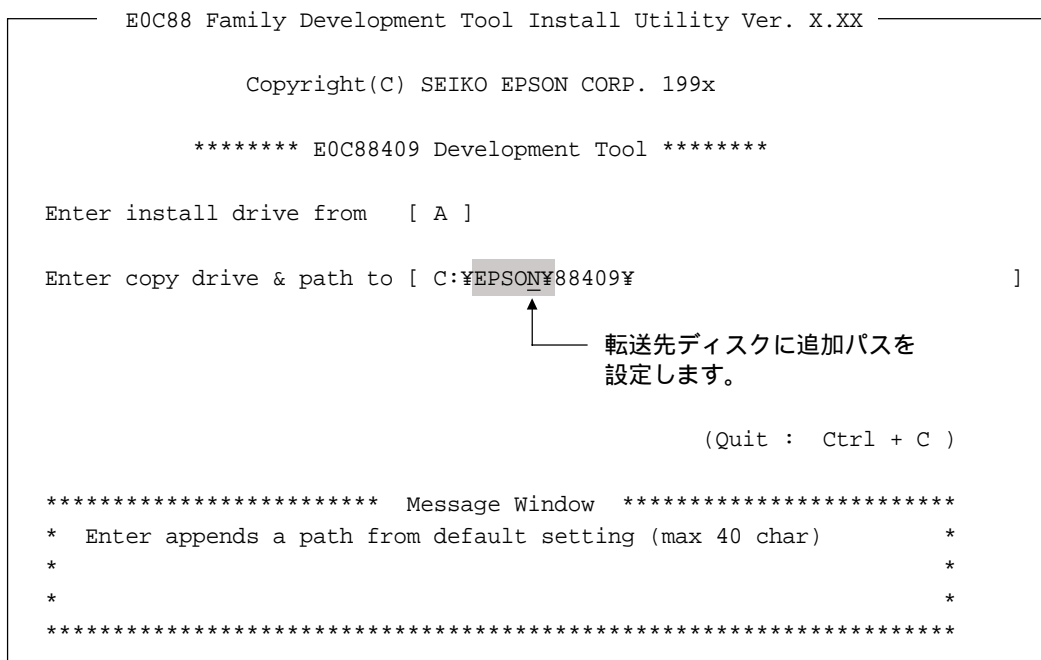 E0C88 Family Development Tool Install Utility Ver. X.XX
Copyright(C) SEIKO EPSON CORP. 199x
******** E0C88409 Development Tool ********
Enter install drive from [ A ]
Enter copy drive & path to [ C:¥EPSON¥88409¥ ]
転送先ディスクに追加パスを
設定します。
(Quit : Ctrl + C )
************************* Message Window *************************
* Enter appends a path from default setting (max 40 char) *
* *
* *
********************************************************************